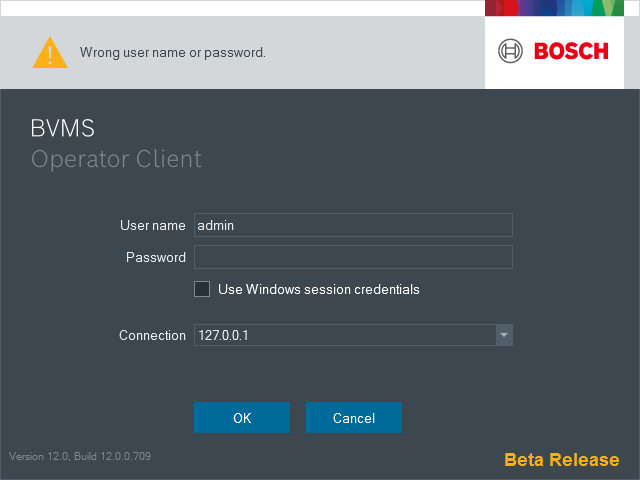 Wrong user name or password.
BOSCH
BVMS
Operator Client
User name admin
Password
Use Windows session credentials
Connection 127.0.0.1
OK Cancel
Version 12.0, Build 12.0.0.709
Beta Release